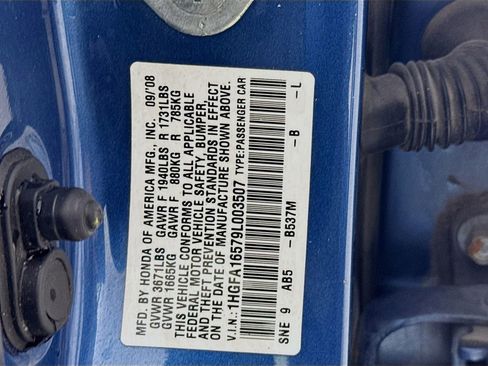 MFD. BY HONDA OF AMERICA MFG., INC. 09/'08
GVWR 3671LBS GAWR F 1940LBS R 1731LBS
GVWR 1665KG GAWR F 880KG R 785KG
THIS VEHICLE CONFORMS TO ALL APPLICABLE
FEDERAL MOTOR VEHICLE SAFETY, BUMPER,
AND THEFT PREVENTION STANDARDS IN EFFECT
ON THE DATE OF MANUFACTURE SHOWN ABOVE.
V.I.N.: 1HGFA16579L003507 TYPE:PASSENGER CAR
SNE 9 AB5 -B537M -B -L